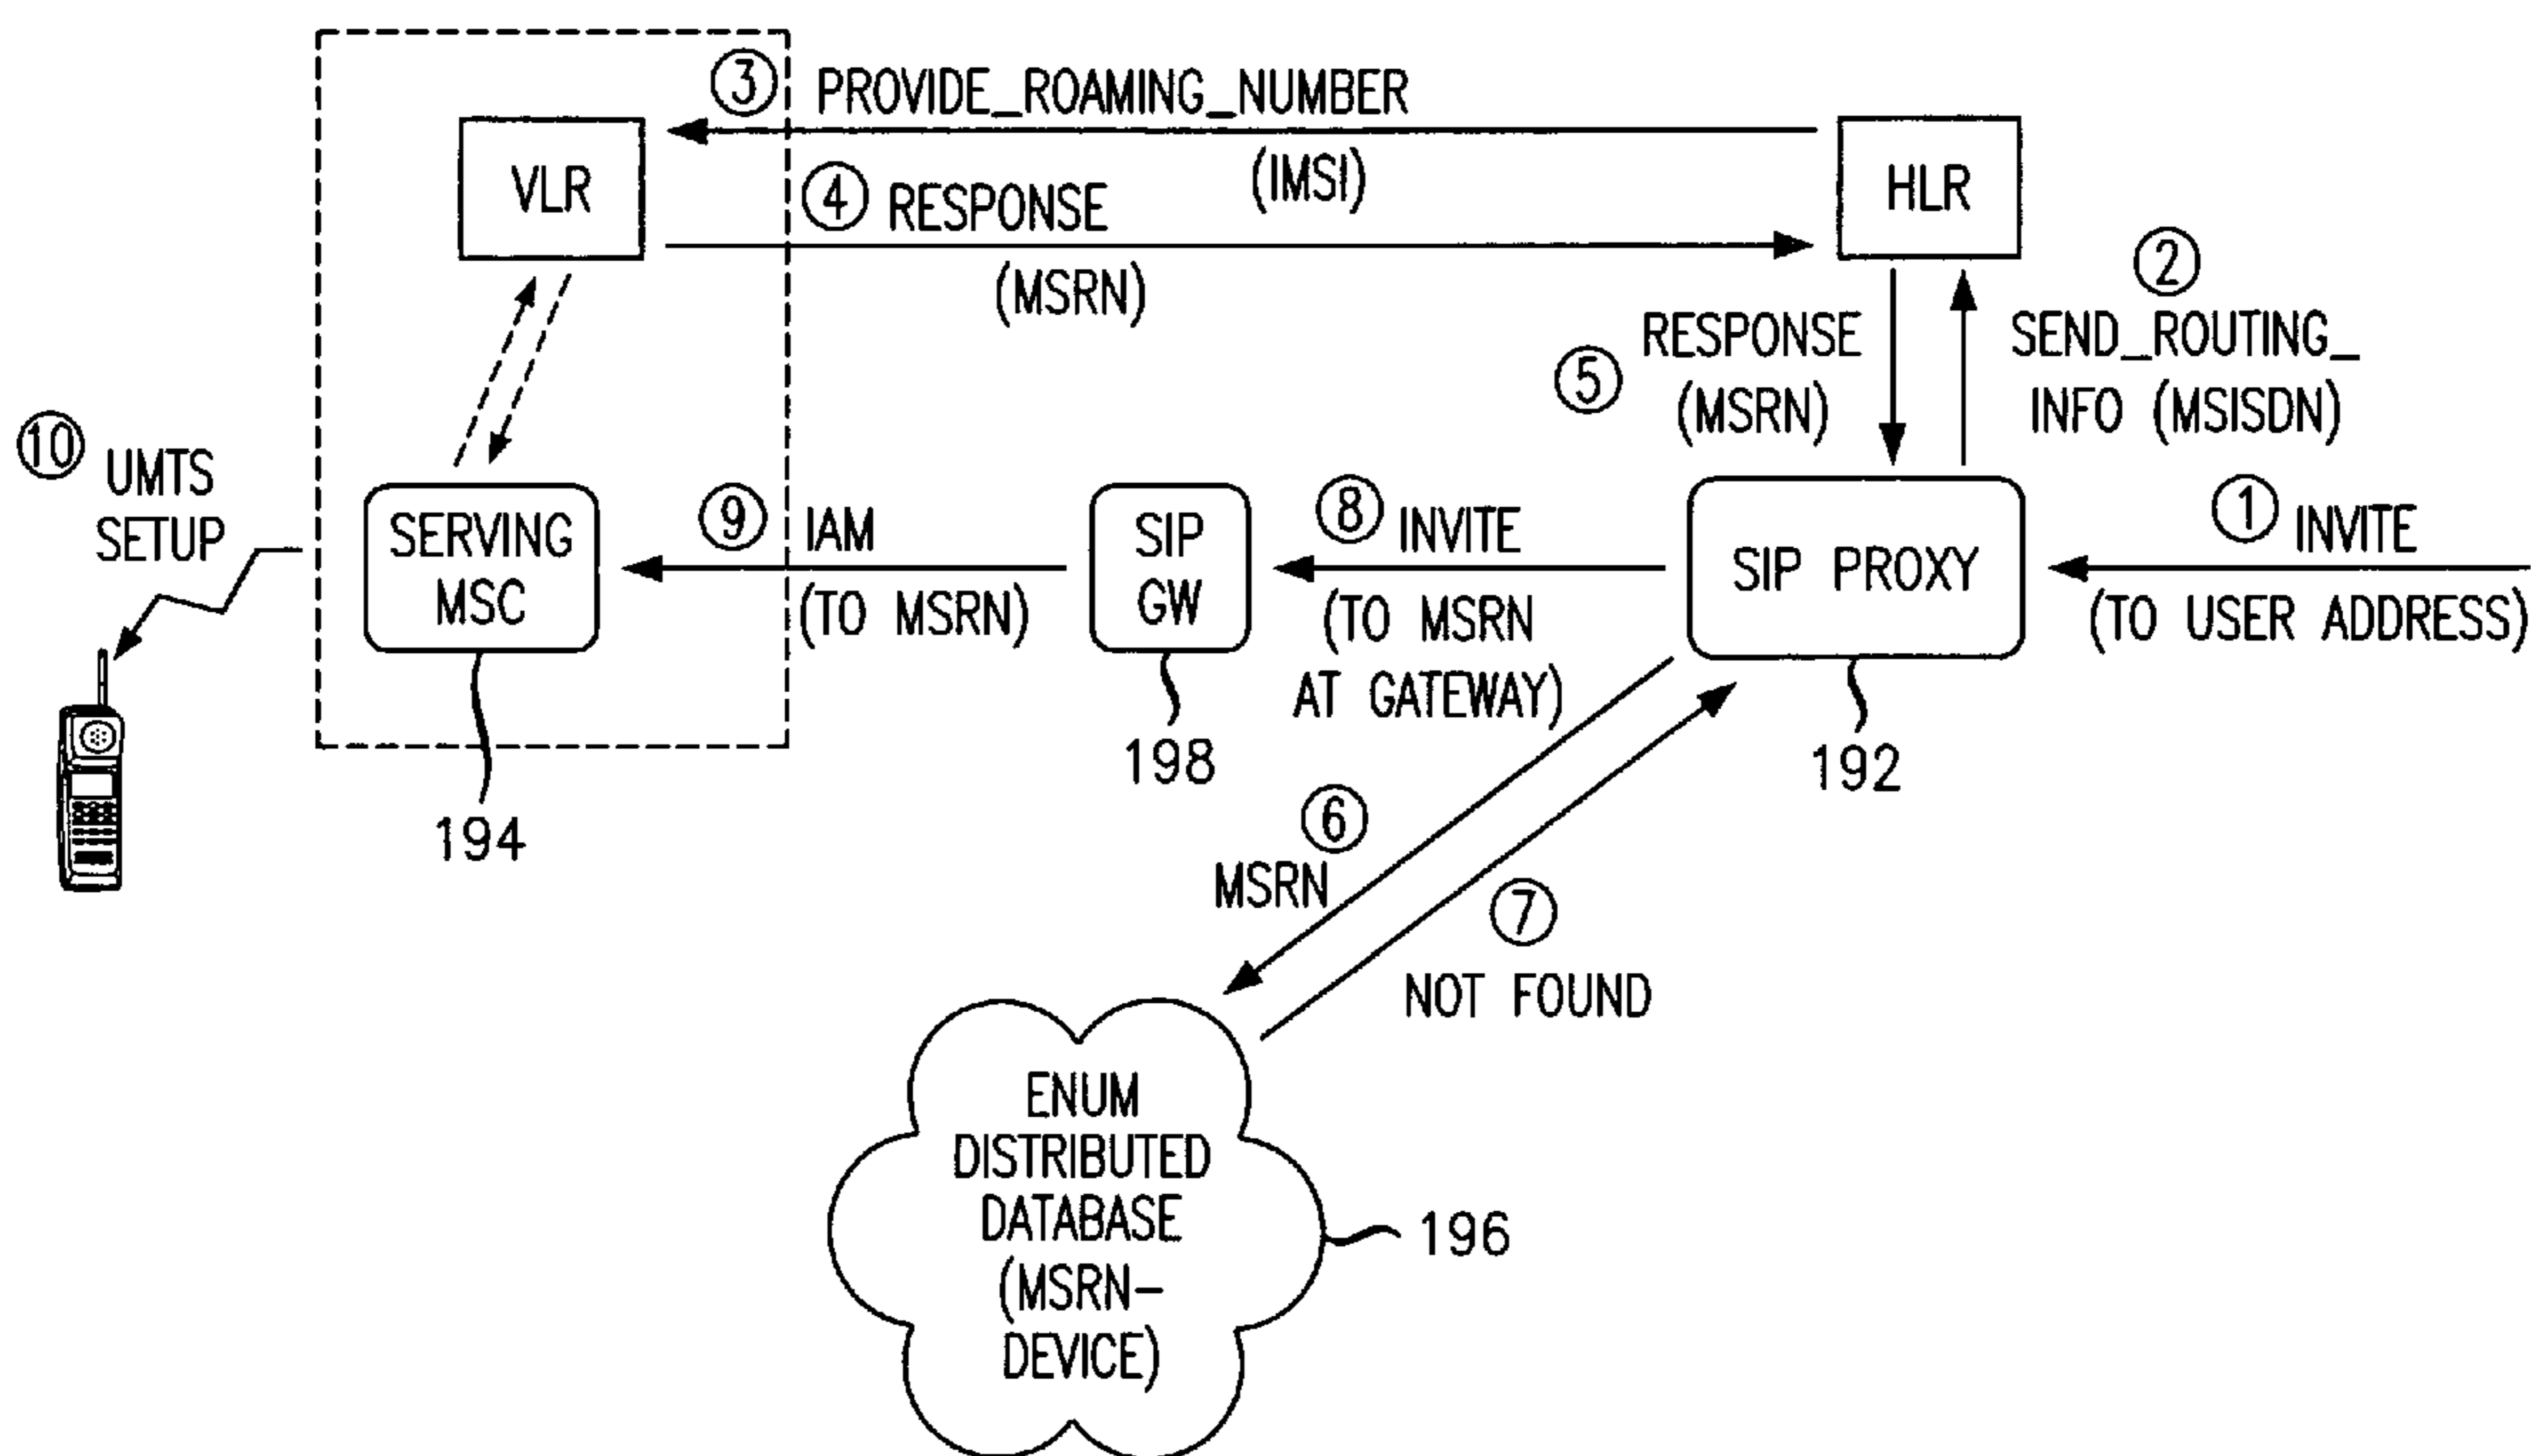 ③ PROVIDE_ROAMING_NUMBER
(IMSI)
VLR
④ RESPONSE
(MSRN)
HLR
②
SEND_ROUTING_
INFO (MSISDN)
⑤ RESPONSE
(MSRN)
⑩ UMTS
SETUP
SERVING
MSC
194
⑨ IAM
(TO MSRN)
SIP
GW
198
⑧ INVITE
(TO MSRN
AT GATEWAY)
SIP PROXY
192
① INVITE
(TO USER ADDRESS)
⑥
MSRN
⑦
NOT FOUND
ENUM
DISTRIBUTED
DATABASE
(MSRN-
DEVICE)
196